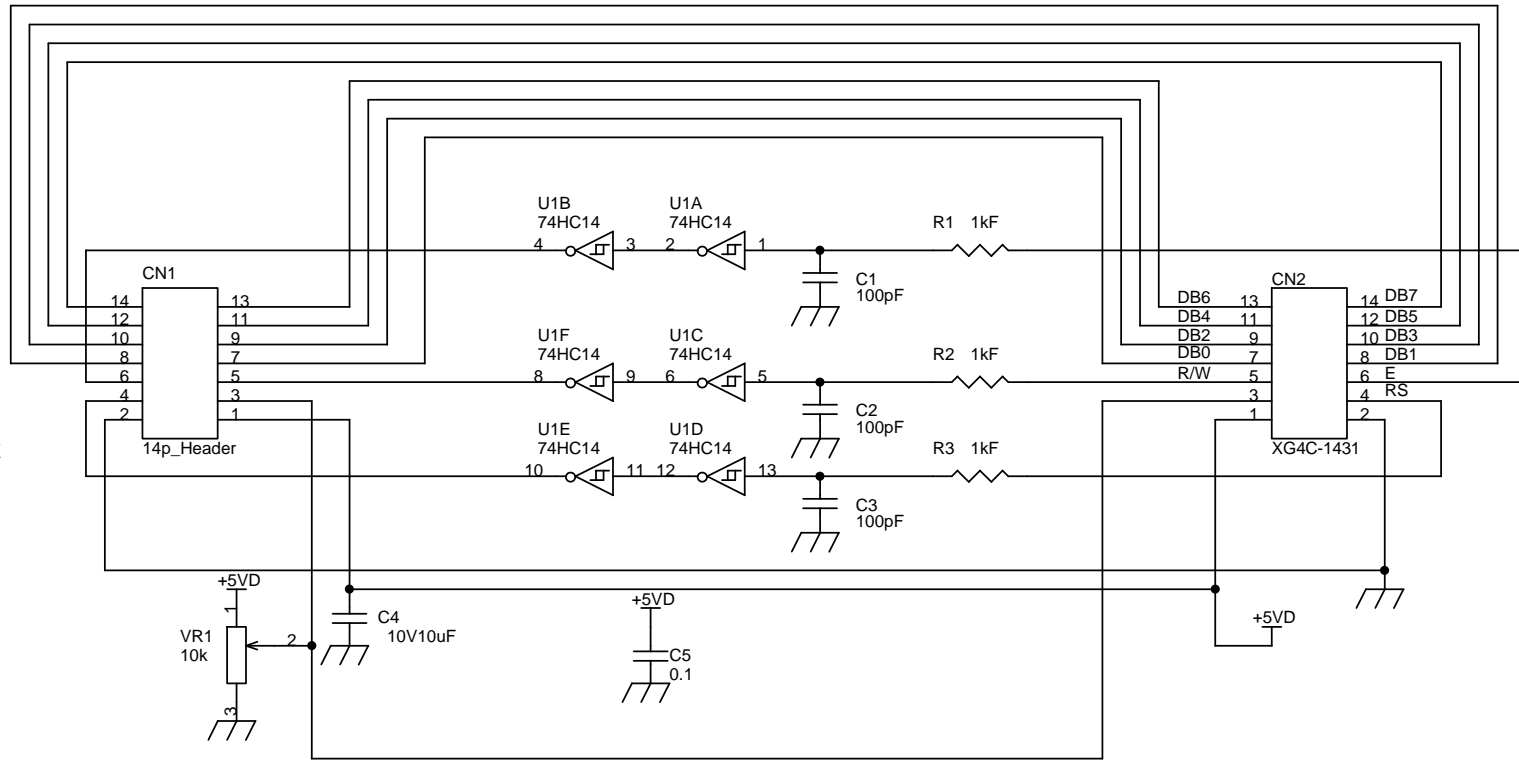 U1B
74HC14
U1A
74HC14
R1 1kF
4 3 2 1
CN1
14 13
12 11
10 9
8 7
6 5
4 3
2 1
14p_Header
C1
100pF
U1F
74HC14
U1C
74HC14
R2 1kF
8 9 6 5
C2
100pF
U1E
74HC14
U1D
74HC14
R3 1kF
10 11 12 13
C3
100pF
CN2
DB6 13 14 DB7
DB4 11 12 DB5
DB2 9 10 DB3
DB0 7 8 DB1
R/W 5 6 E
3 4 RS
1 2
XG4C-1431
+5VD
1
VR1
10k
2
3
C4
10V10uF
+5VD
C5
0.1
+5VD